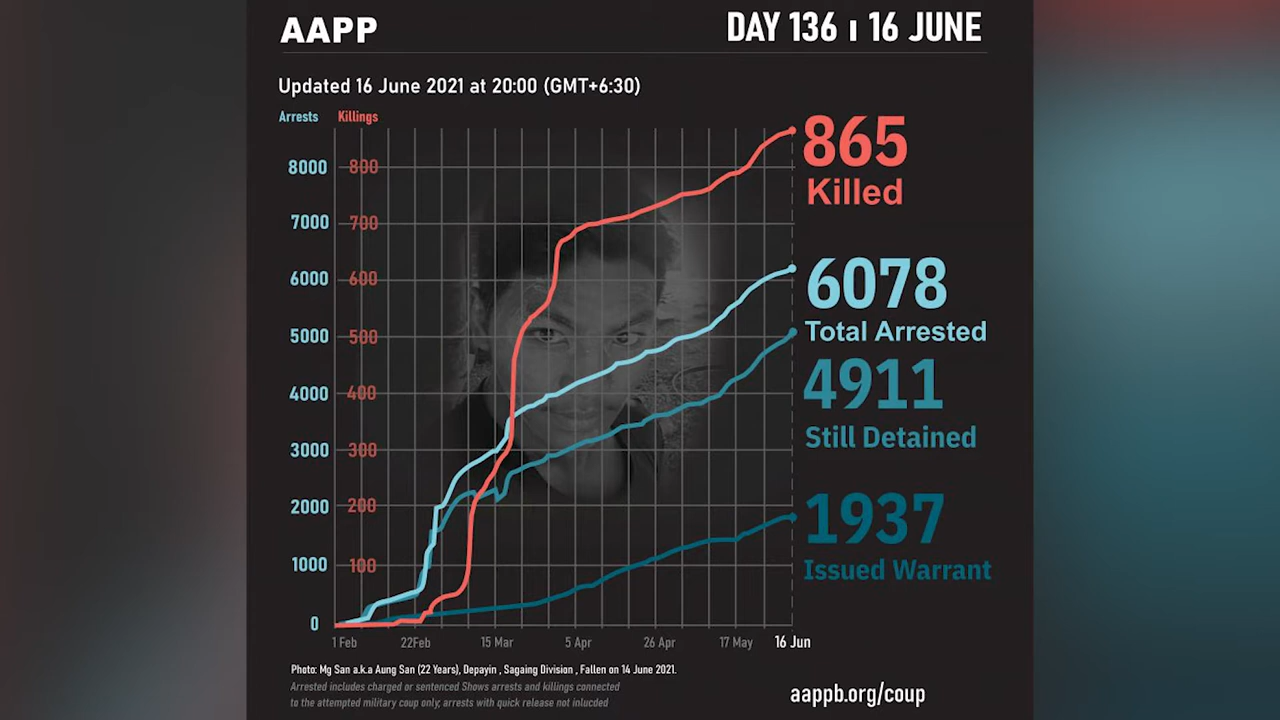 AAPP
DAY 136 ı 16 JUNE
Updated 16 June 2021 at 20:00 (GMT+6:30)
Arrests Killings
865
Killed
8000 800
7000 700
6000 600
6078
Total Arrested
5000 500
4911
Still Detained
4000 400
3000 300
2000 200
1937
Issued Warrant
1000 100
0
1 Feb 22Feb 15 Mar 5 Apr 26 Apr 17 May 16 Jun
Photo: Mg San a.k.a Aung San (22 Years), Depayin , Sagaing Division , Fallen on 14 June 2021.
Arrested includes charged or sentenced Shows arrests and killings connected
to the attempted military coup only; arrests with quick release not inlucded
aappb.org/coup